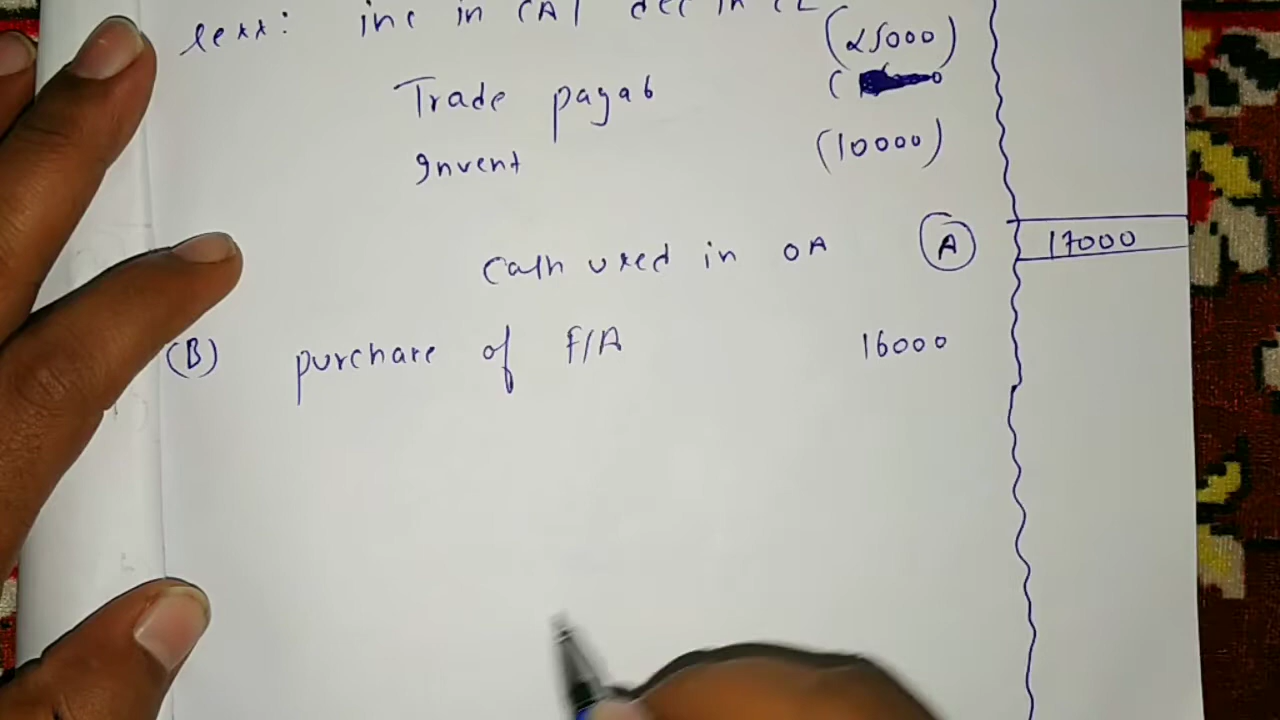 less: inc in CA / dec in CL
(25000)
Trade payab (
Invent (10000)
Cash used in OA (A) 17000
(B) purchase of F/A 16000